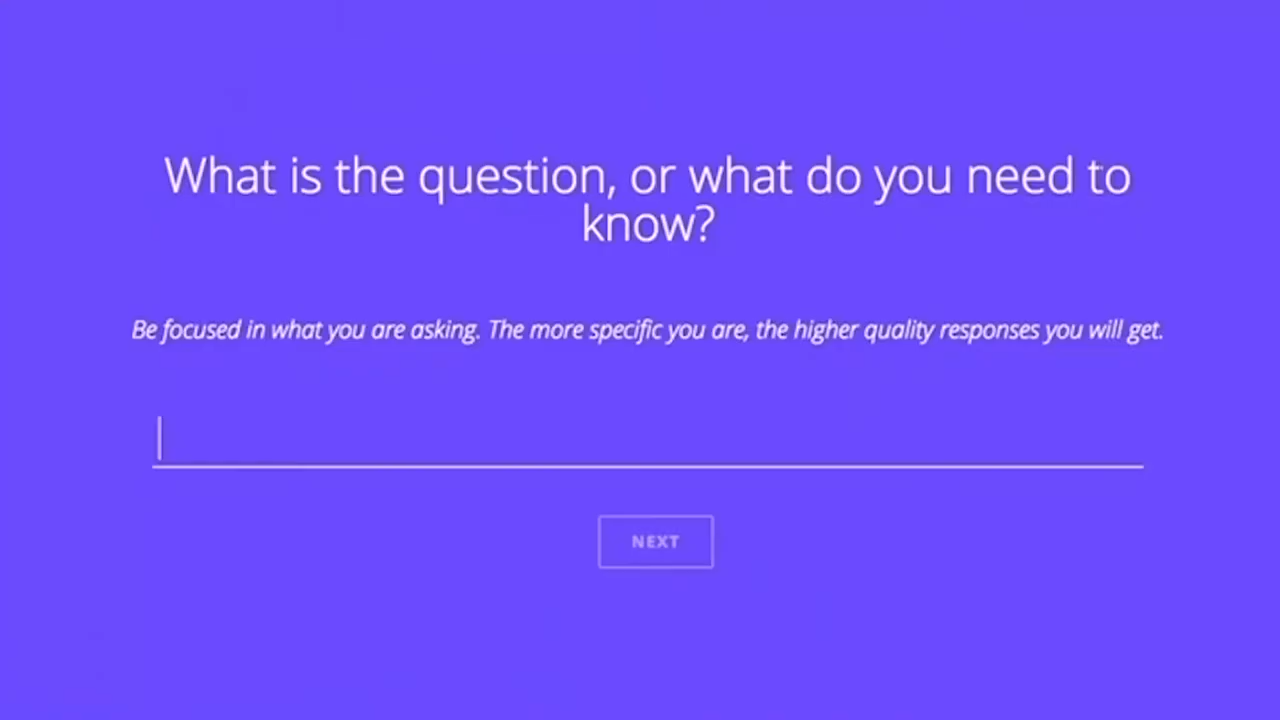 What is the question, or what do you need to
know?
Be focused in what you are asking. The more specific you are, the higher quality responses you will get.
NEXT